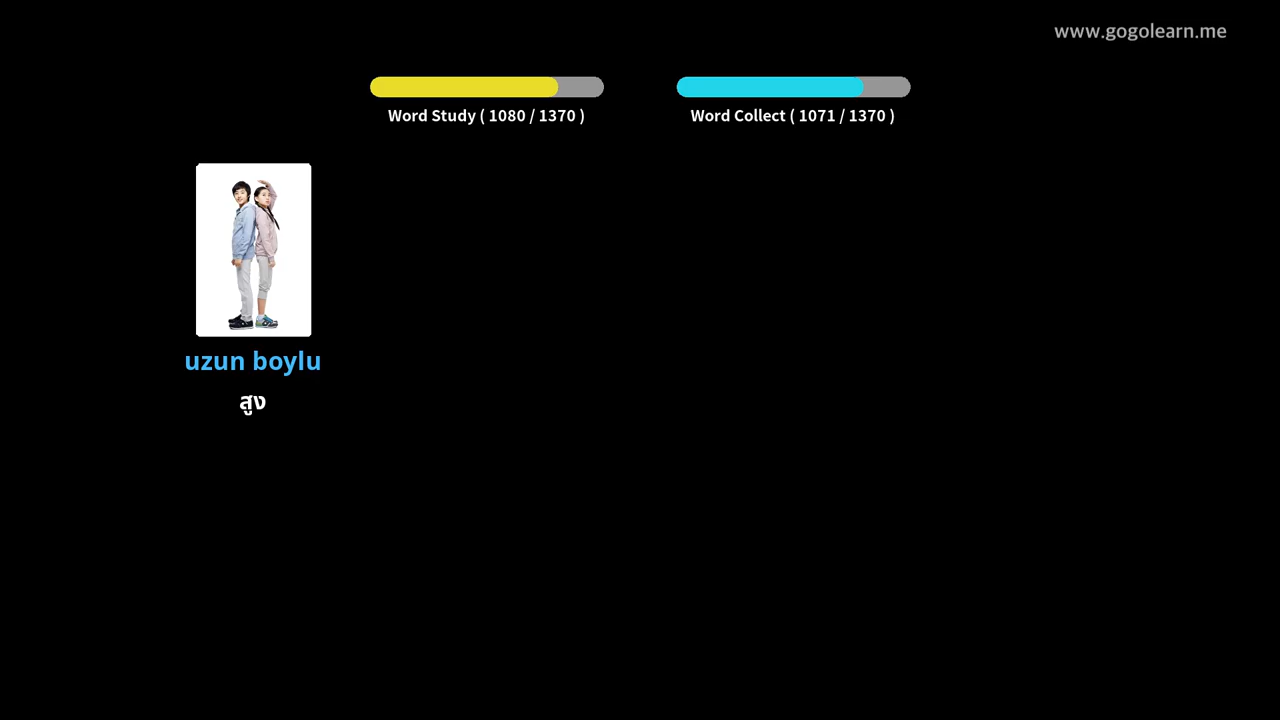 www.gogolearn.me
Word Study ( 1080 / 1370 )
Word Collect ( 1071 / 1370 )
uzun boylu
สูง